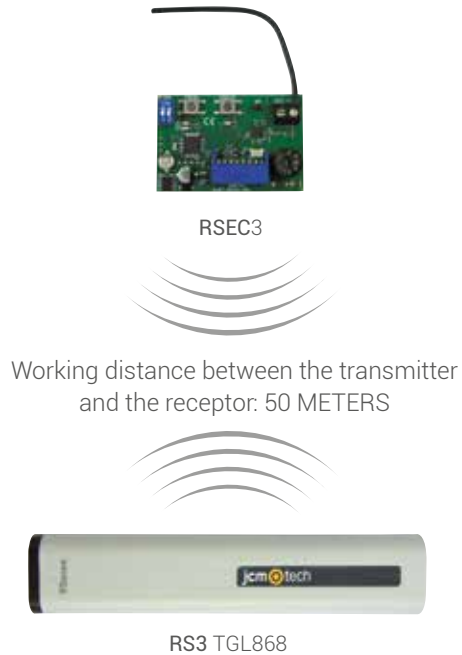 RSEC3
Working distance between the transmitter
and the receptor: 50 METERS
jcm tech
RS3 TGL868